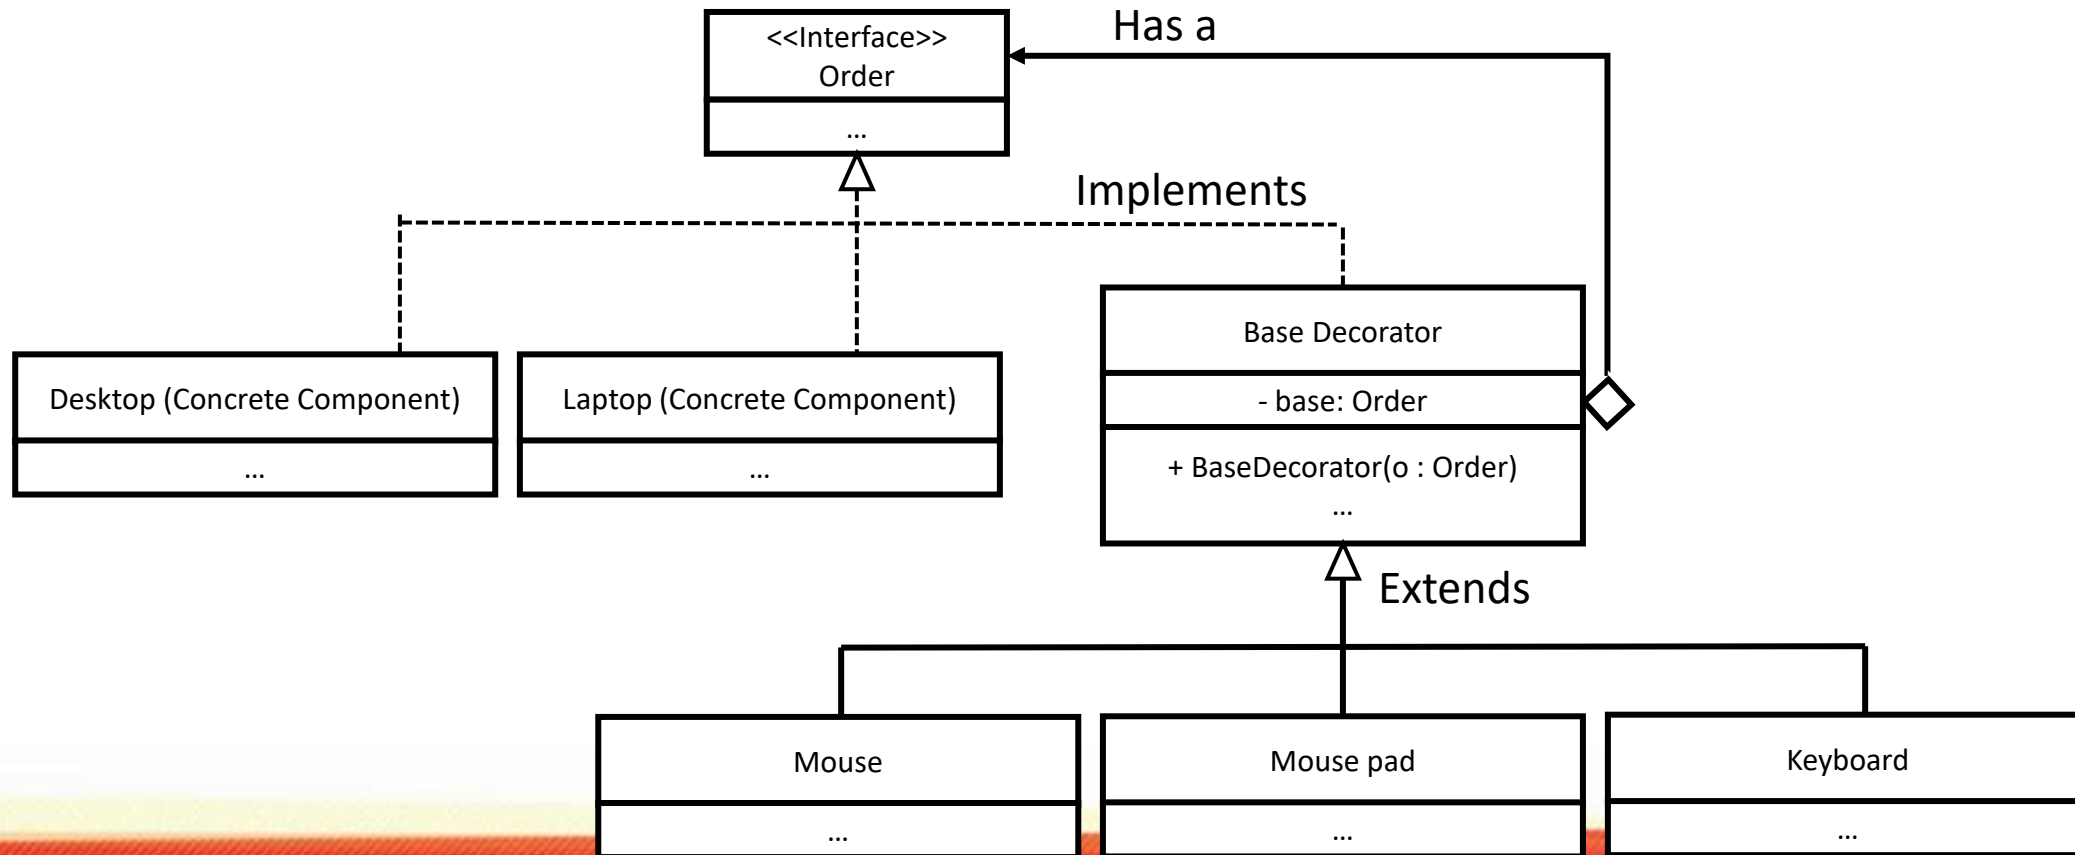 Has a
<<Interface>>
Order
...
Implements
Base Decorator
- base: Order
+ BaseDecorator(o : Order)
...
Desktop (Concrete Component)
...
Laptop (Concrete Component)
...
Extends
Mouse
...
Mouse pad
...
Keyboard
...